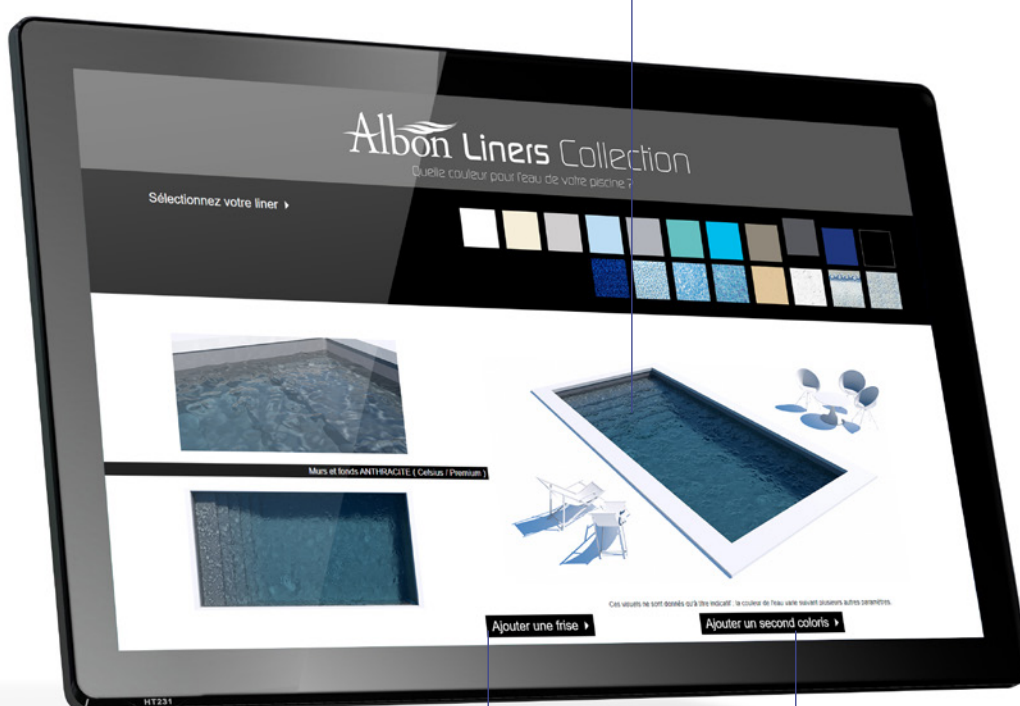 Albon Liners Collection
Quelle couleur pour l'eau de votre piscine ?
Sélectionnez votre liner
Murs et fonds ANTHRACITE ( Celsius / Premium )
Ces visuels ne sont donnés qu'à titre indicatif : la couleur de l'eau varie suivant plusieurs autres paramètres.
Ajouter une frise
Ajouter un second coloris
HT231